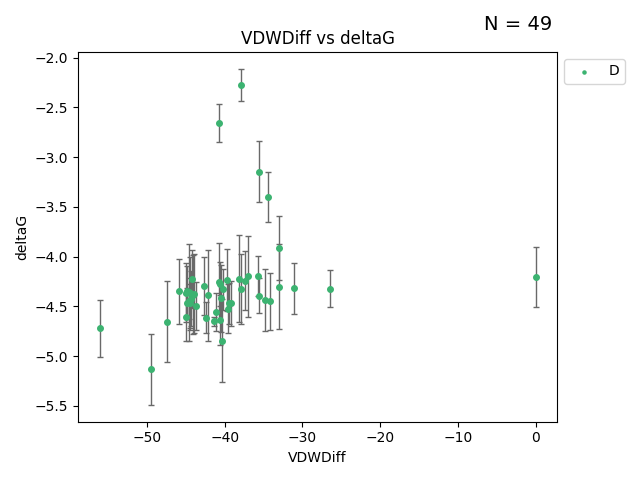 N = 49
VDWDiff vs deltaG
D
−2.0
−2.5
−3.0
−3.5
−4.0
−4.5
−5.0
−5.5
deltaG
−50 −40 −30 −20 −10 0
VDWDiff